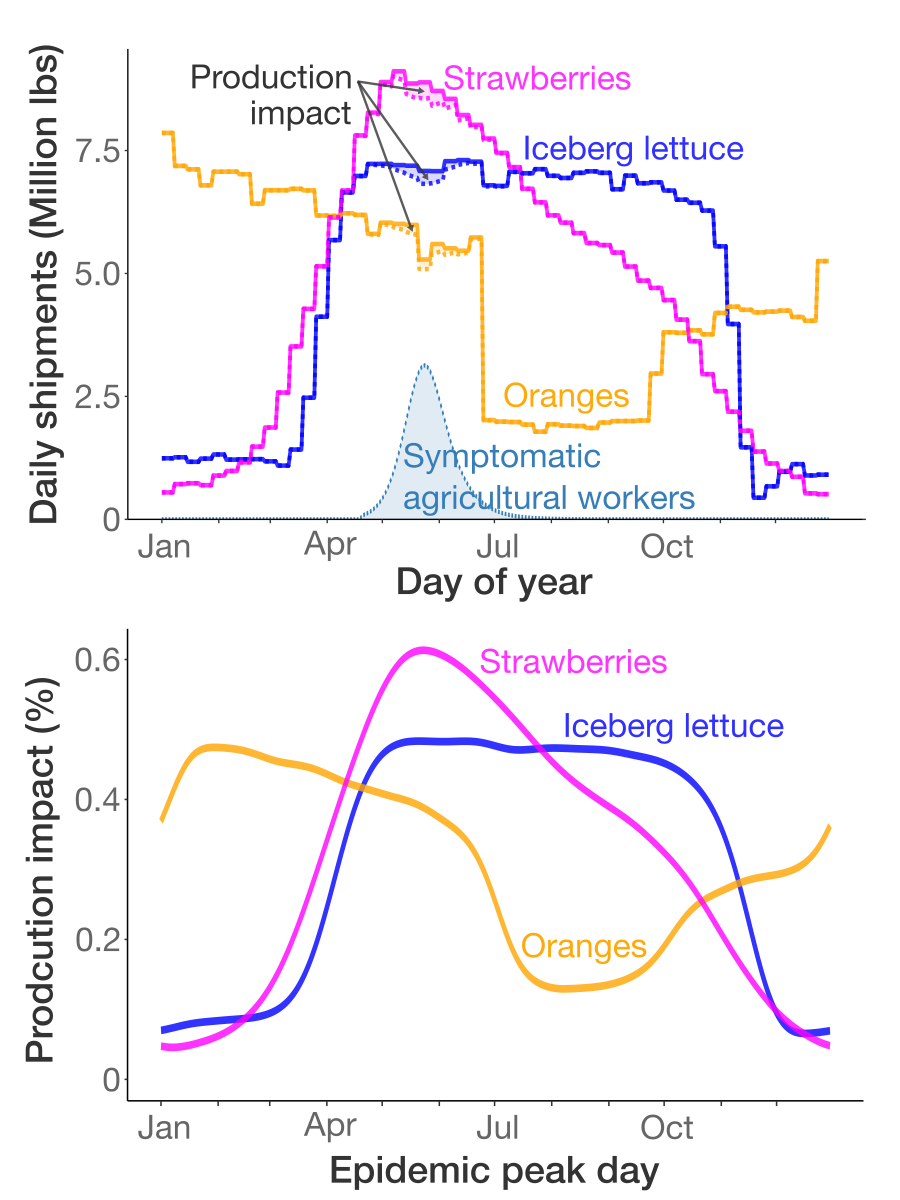 Daily shipments (Million lbs)
7.5
5.0
2.5
0
Production
impact
Strawberries
Iceberg lettuce
Oranges
Symptomatic
agricultural workers
Jan
Apr
Jul
Oct
Day of year
Prodcution impact (%)
0.6
0.4
0.2
0
Strawberries
Iceberg lettuce
Oranges
Jan
Apr
Jul
Oct
Epidemic peak day